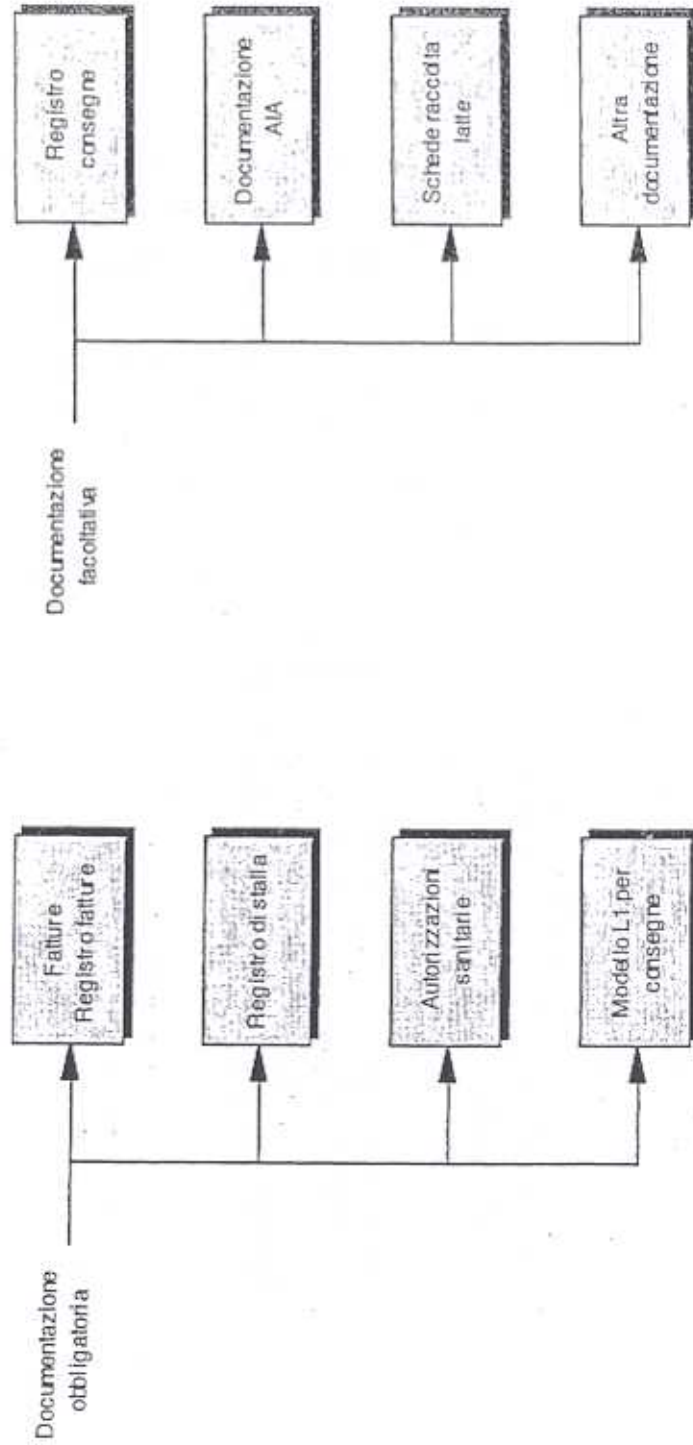 Documentazione
obbligatoria
Fatture
Registro fatture
Registro di stalla
Autorizzazioni
sanitarie
Modello L1 per
consegne
Documentazione
facoltativa
Registro
consegne
Documentazione
AIA
Schede raccolta
latte
Altra
documentazione